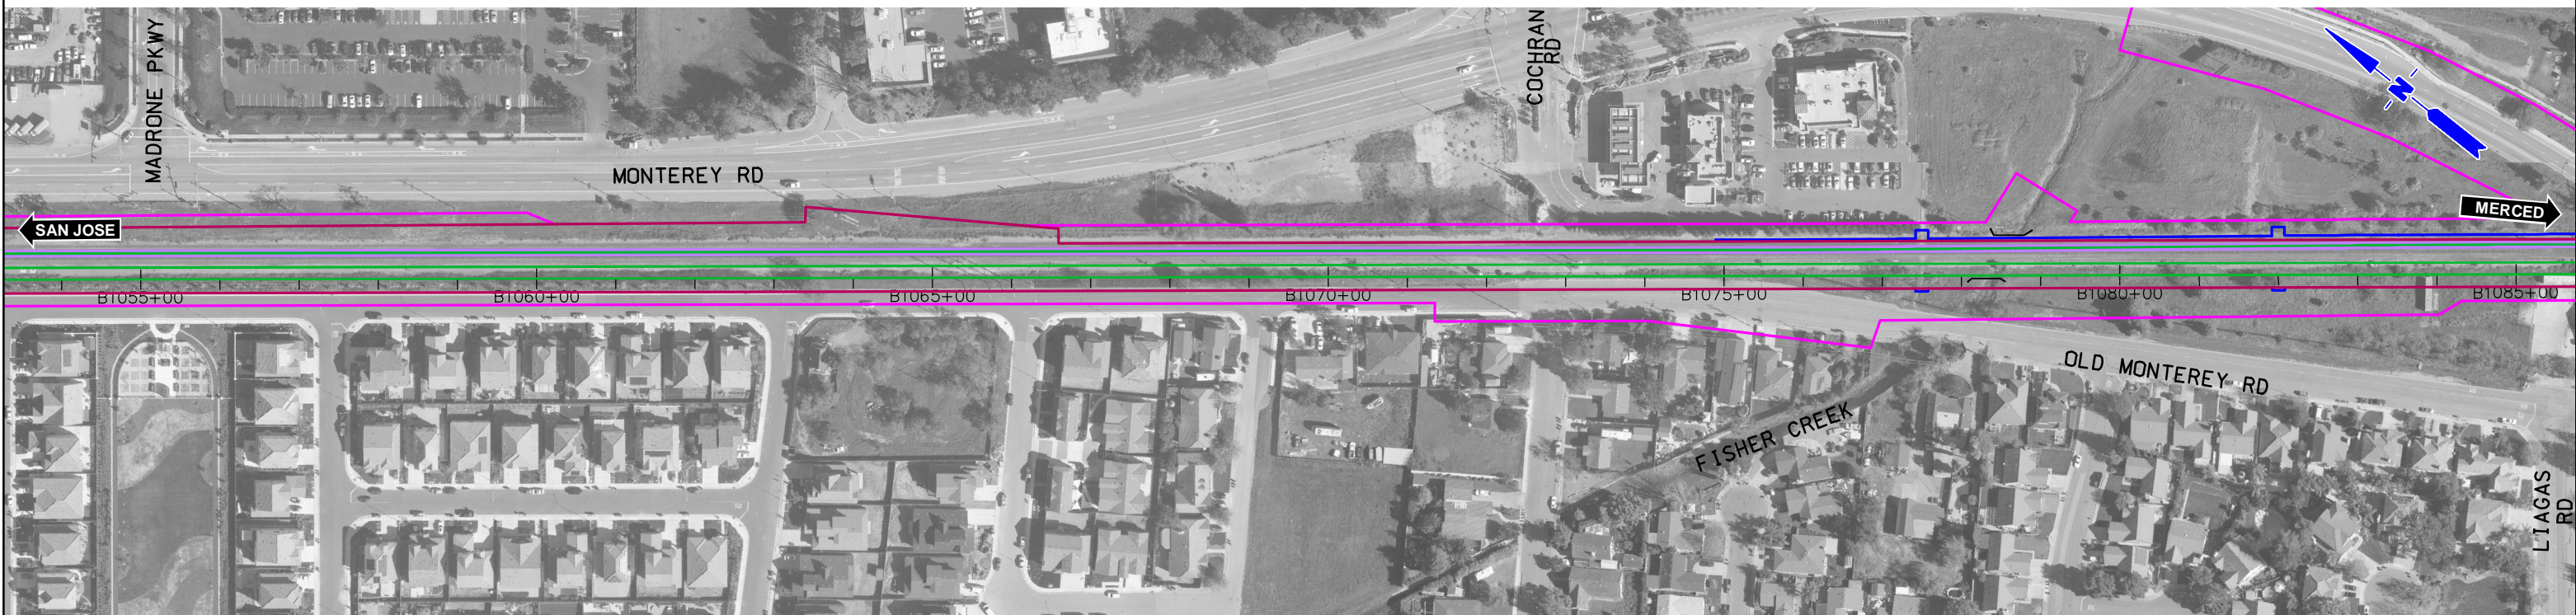 MADRONE PKWY
COCHRAN
RD
N
MONTEREY RD
SAN JOSE
MERCED
B1055+00
B1060+00
B1065+00
B1070+00
B1075+00
B1080+00
B1085+00
OLD MONTEREY RD
FISHER CREEK
LIAGAS
RD